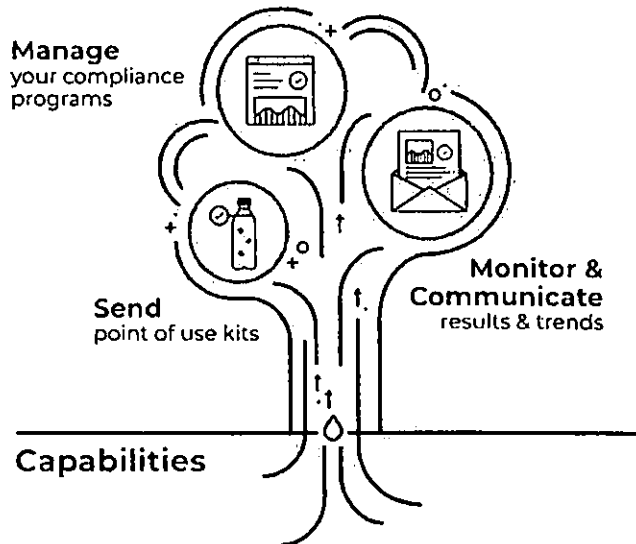 Manage
your compliance
programs
Send
point of use kits
Monitor &
Communicate
results & trends
Capabilities